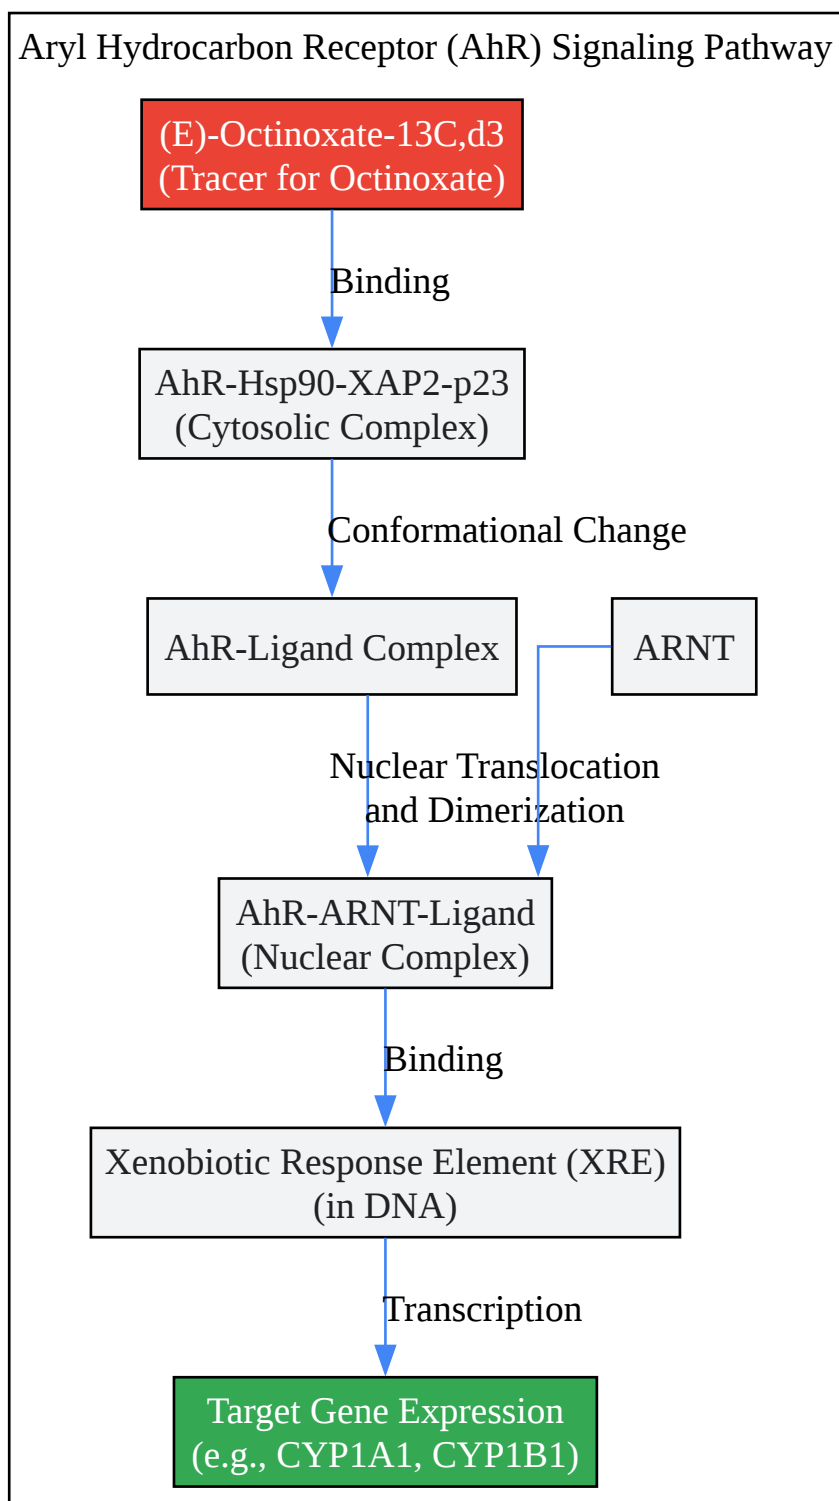 Aryl Hydrocarbon Receptor (AhR) Signaling Pathway
(E)-Octinoxate-13C,d3
(Tracer for Octinoxate)
Binding
AhR-Hsp90-XAP2-p23
(Cytosolic Complex)
Conformational Change
AhR-Ligand Complex
ARNT
Nuclear Translocation
and Dimerization
AhR-ARNT-Ligand
(Nuclear Complex)
Binding
Xenobiotic Response Element (XRE)
(in DNA)
Transcription
Target Gene Expression
(e.g., CYP1A1, CYP1B1)